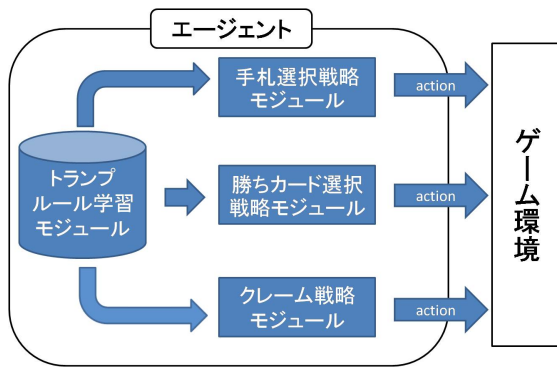 エージェント
手札選択戦略
モジュール
action
トランプ
ルール学習
モジュール
勝ちカード選択
戦略モジュール
action
クレーム戦略
モジュール
action
ゲーム環境